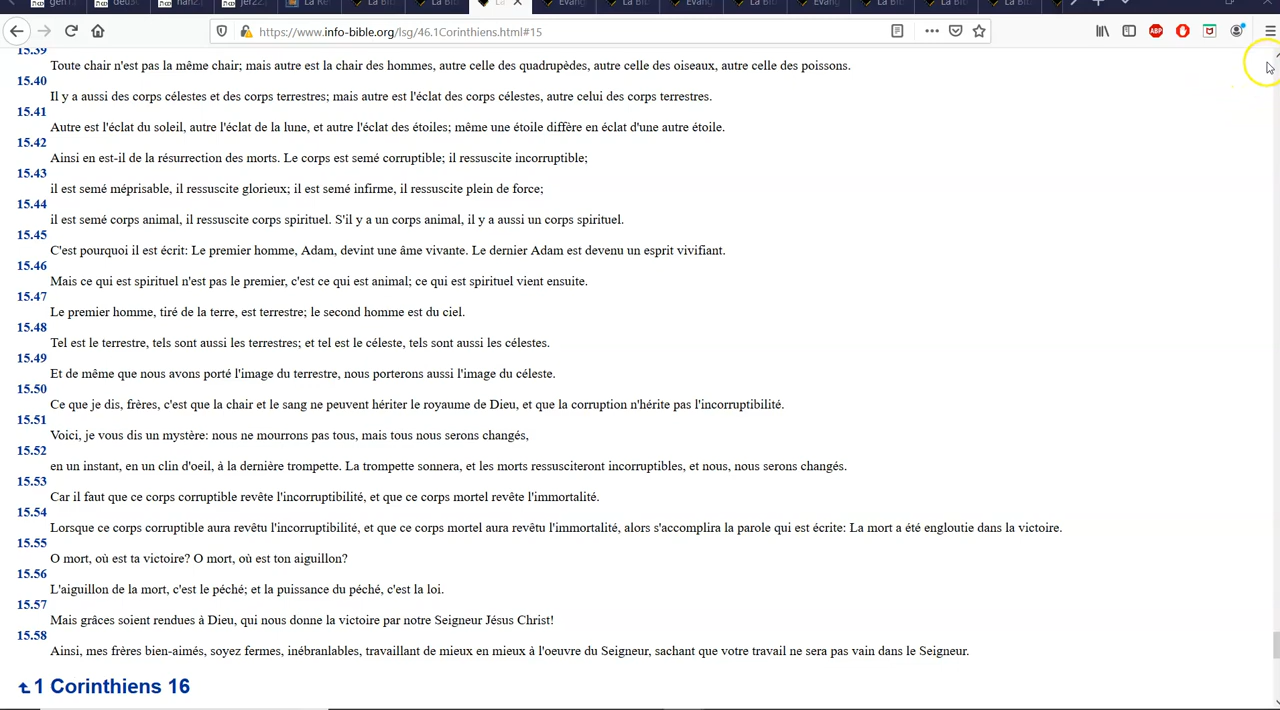 La Bi
La Bi
La Bi
Evang
La Bi
Evang
La Bi
Evang
La Bi
La Bi
La Bi
https://www.info-bible.org/lsg/46.1Corinthiens.html#15
ABP
15.39
Toute chair n'est pas la même chair; mais autre est la chair des hommes, autre celle des quadrupèdes, autre celle des oiseaux, autre celle des poissons.
15.40
Il y a aussi des corps célestes et des corps terrestres; mais autre est l'éclat des corps célestes, autre celui des corps terrestres.
15.41
Autre est l'éclat du soleil, autre l'éclat de la lune, et autre l'éclat des étoiles; même une étoile diffère en éclat d'une autre étoile.
15.42
Ainsi en est-il de la résurrection des morts. Le corps est semé corruptible; il ressuscite incorruptible;
15.43
il est semé méprisable, il ressuscite glorieux; il est semé infirme, il ressuscite plein de force;
15.44
il est semé corps animal, il ressuscite corps spirituel. S'il y a un corps animal, il y a aussi un corps spirituel.
15.45
C'est pourquoi il est écrit: Le premier homme, Adam, devint une âme vivante. Le dernier Adam est devenu un esprit vivifiant.
15.46
Mais ce qui est spirituel n'est pas le premier, c'est ce qui est animal; ce qui est spirituel vient ensuite.
15.47
Le premier homme, tiré de la terre, est terrestre; le second homme est du ciel.
15.48
Tel est le terrestre, tels sont aussi les terrestres; et tel est le céleste, tels sont aussi les célestes.
15.49
Et de même que nous avons porté l'image du terrestre, nous porterons aussi l'image du céleste.
15.50
Ce que je dis, frères, c'est que la chair et le sang ne peuvent hériter le royaume de Dieu, et que la corruption n'hérite pas l'incorruptibilité.
15.51
Voici, je vous dis un mystère: nous ne mourrons pas tous, mais tous nous serons changés,
15.52
en un instant, en un clin d'oeil, à la dernière trompette. La trompette sonnera, et les morts ressusciteront incorruptibles, et nous, nous serons changés.
15.53
Car il faut que ce corps corruptible revête l'incorruptibilité, et que ce corps mortel revête l'immortalité.
15.54
Lorsque ce corps corruptible aura revêtu l'incorruptibilité, et que ce corps mortel aura revêtu l'immortalité, alors s'accomplira la parole qui est écrite: La mort a été engloutie dans la victoire.
15.55
O mort, où est ta victoire? O mort, où est ton aiguillon?
15.56
L'aiguillon de la mort, c'est le péché; et la puissance du péché, c'est la loi.
15.57
Mais grâces soient rendues à Dieu, qui nous donne la victoire par notre Seigneur Jésus Christ!
15.58
Ainsi, mes frères bien-aimés, soyez fermes, inébranlables, travaillant de mieux en mieux à l'oeuvre du Seigneur, sachant que votre travail ne sera pas vain dans le Seigneur.
1 Corinthiens 16